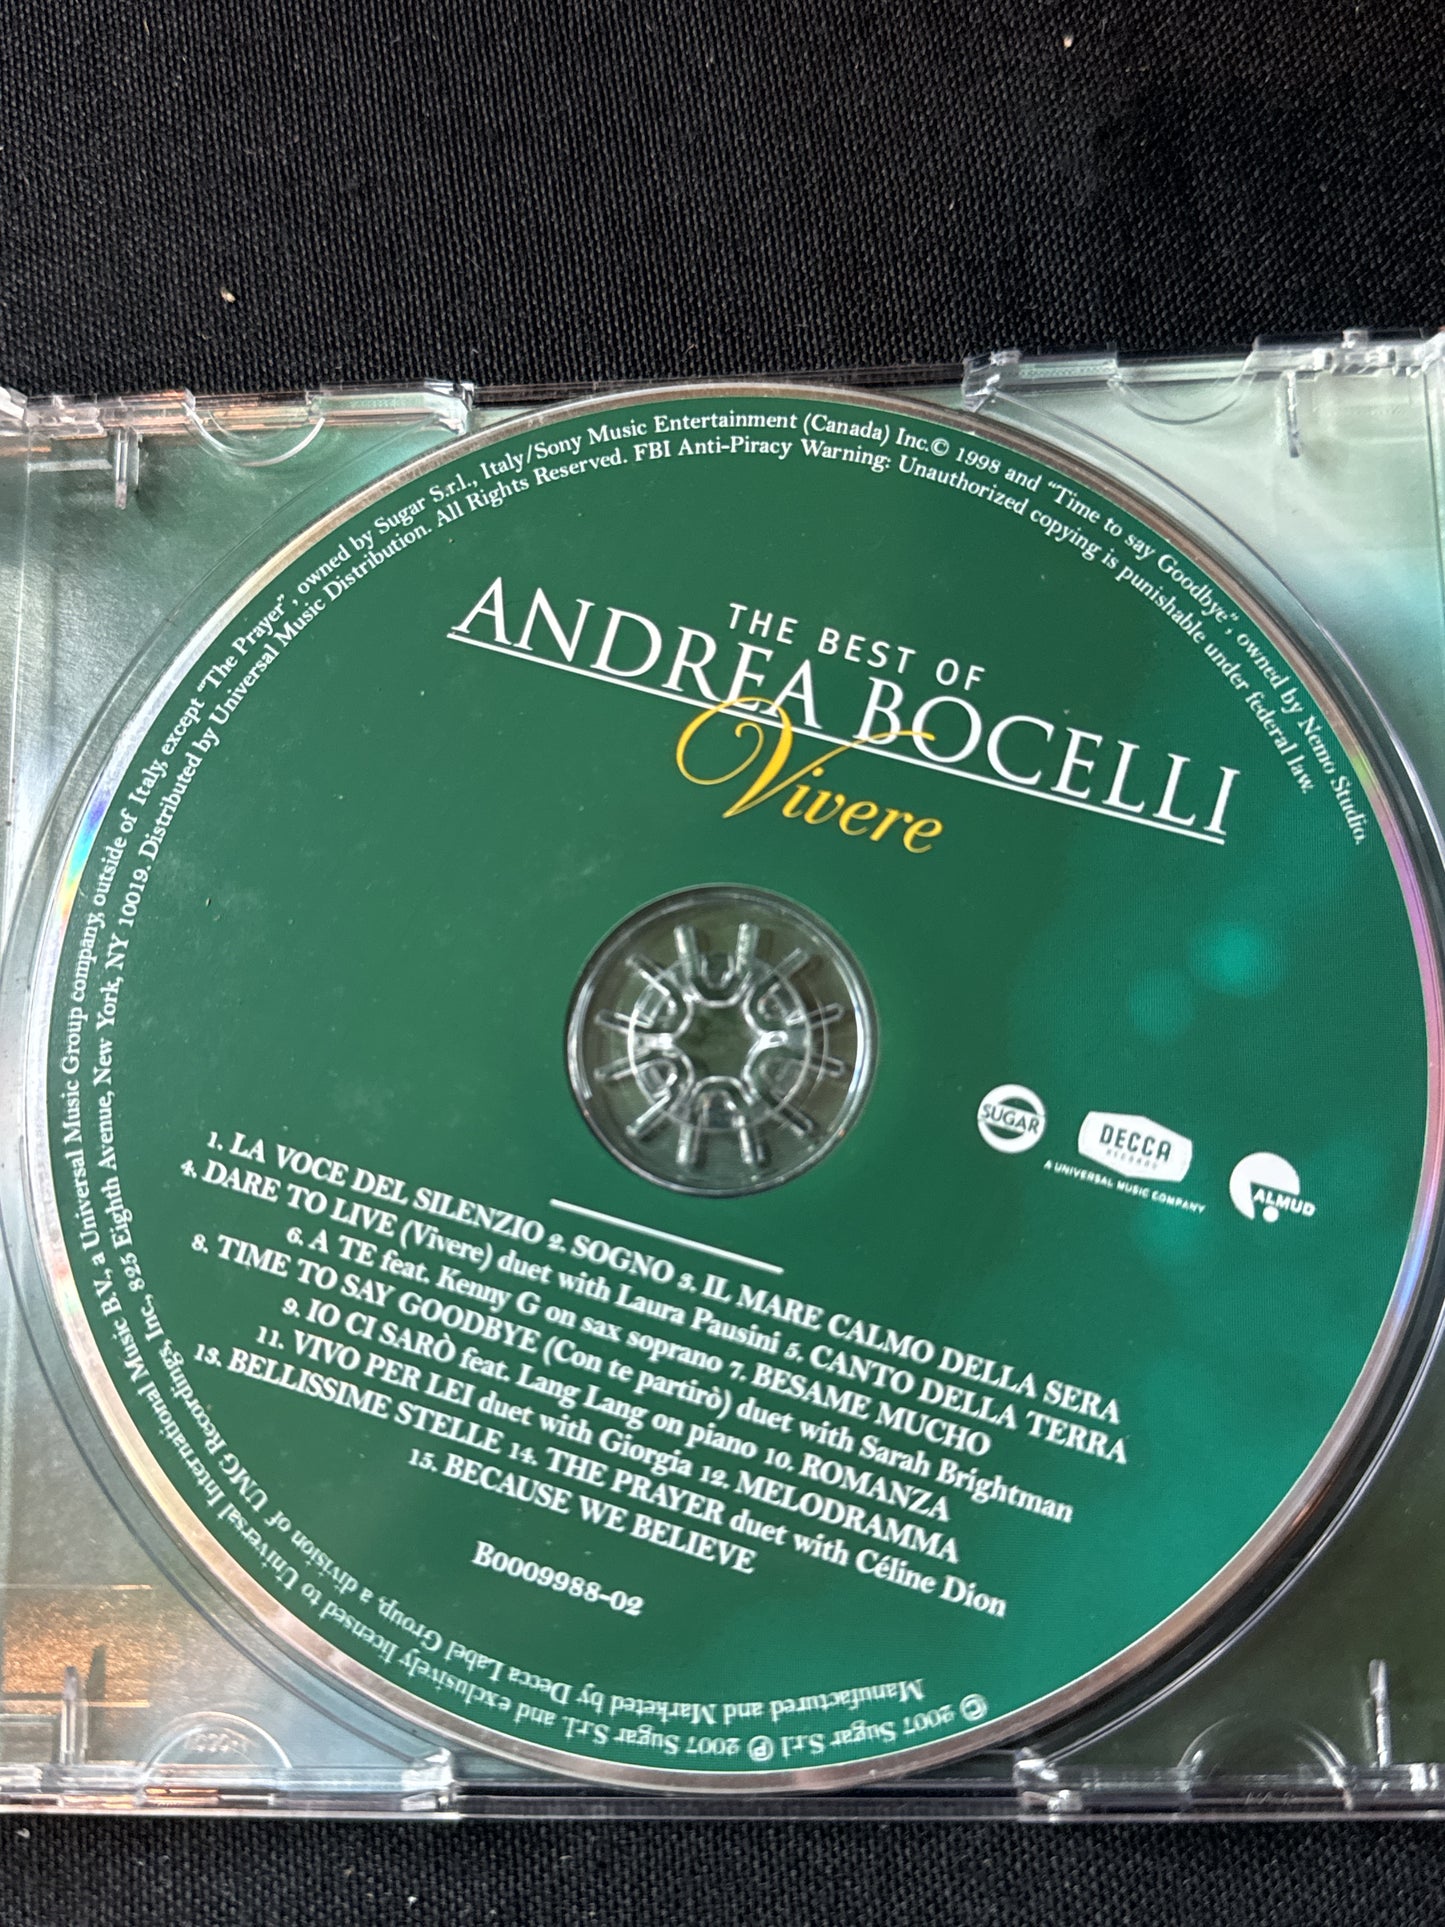 THE BEST OF
ANDREA BOCELLI
Vivere
SUGAR
DECCA
RECORDS
A UNIVERSAL MUSIC COMPANY
ALMUD
1. LA VOCE DEL SILENZIO 2. SOGNO 3. IL MARE CALMO DELLA SERA
4. DARE TO LIVE (Vivere) duet with Laura Pausini 5. CANTO DELLA TERRA
6. A TE feat. Kenny G on sax soprano 7. BESAME MUCHO
8. TIME TO SAY GOODBYE (Con te partirò) duet with Sarah Brightman
9. IO CI SARÒ feat. Lang Lang on piano 10. ROMANZA
11. VIVO PER LEI duet with Giorgia 12. MELODRAMMA
13. BELLISSIME STELLE 14. THE PRAYER duet with Céline Dion
15. BECAUSE WE BELIEVE
B0009988-02
© 2007 Sugar S.r.l ℗ 2007 Sugar S.r.l. and exclusively licensed to Universal International Music B.V., a Universal Music Group company, outside of Italy, except "The Prayer", owned by Sugar S.r.l., Italy/Sony Music Entertainment (Canada) Inc.© 1998 and "Time to say Goodbye", owned by Nemo Studio.
Manufactured and Marketed by Decca Label Group, a division of UMG Recordings, Inc, 825 Eighth Avenue, New York, NY 10019. Distributed by Universal Music Distribution. All Rights Reserved. FBI Anti-Piracy Warning: Unauthorized copying is punishable under federal law.